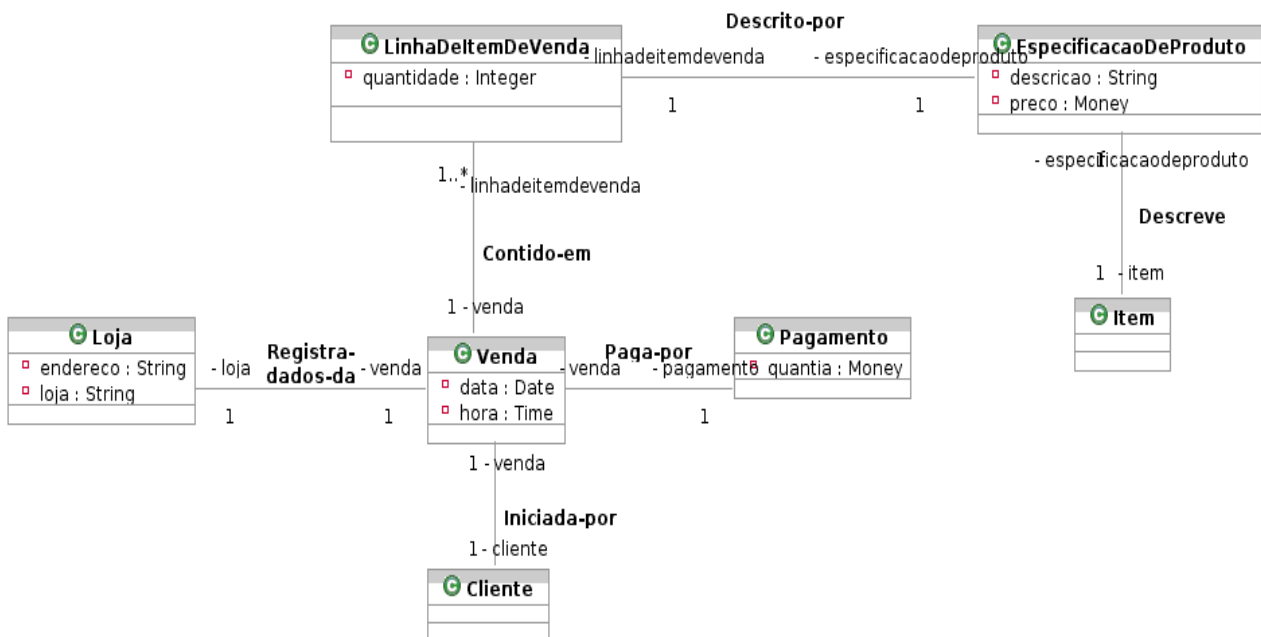 Descrito-por
LinhaDeItemDeVenda
- linhadeitemdevenda
- especificacaodeproduto
EspecificacaoDeProduto
quantidade : Integer
descricao : String
1
1
preco : Money
1..*
- linhadeitemdevenda
- especificacaodeproduto
1
Descreve
Contido-em
1 - item
1 - venda
Item
Loja
endereco : String
loja : String
- loja
Registra-
dados-da
- venda
1
1
Venda
data : Date
hora : Time
Paga-por
- venda
- pagamento
1
Pagamento
quantia : Money
1 - venda
Iniciada-por
1 - cliente
Cliente